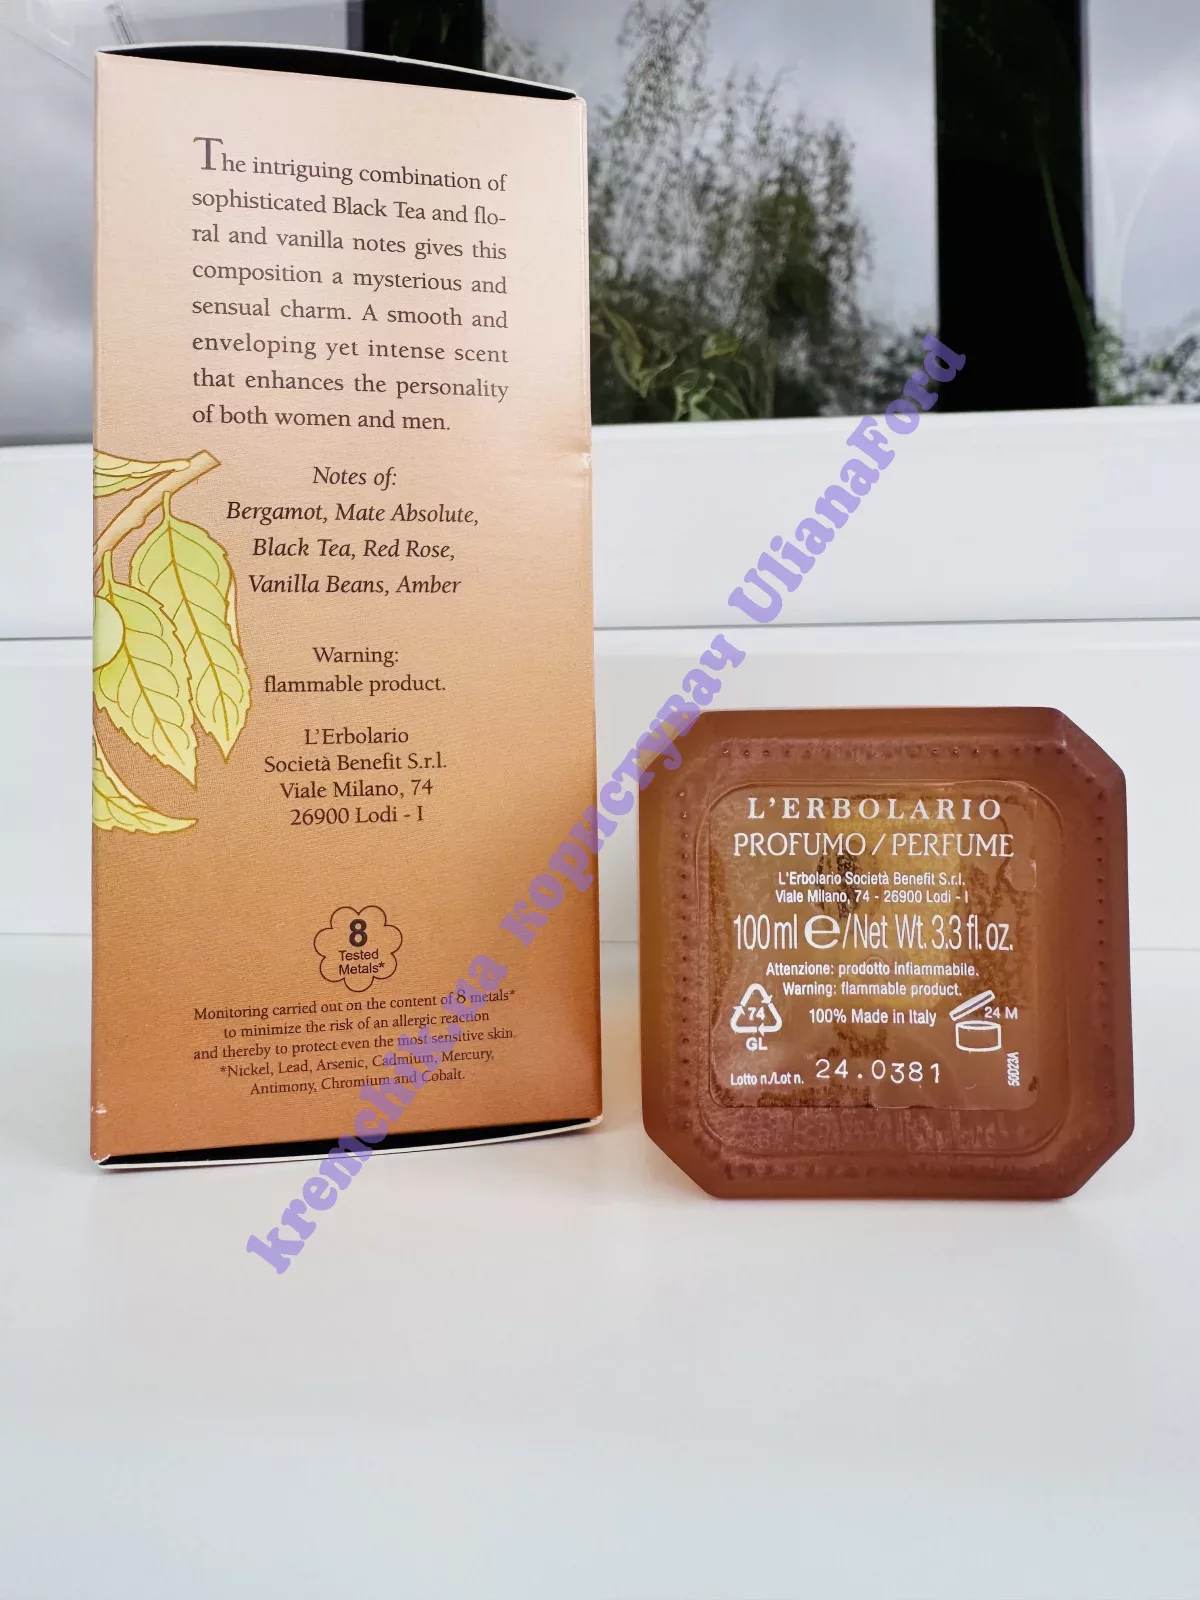 The intriguing combination of
sophisticated Black Tea and flo-
ral and vanilla notes gives this
composition a mysterious and
sensual charm. A smooth and
enveloping yet intense scent
that enhances the personality
of both women and men.
Notes of:
Bergamot, Mate Absolute,
Black Tea, Red Rose,
Vanilla Beans, Amber
Warning:
flammable product.
L'Erbolario
Società Benefit S.r.l.
Viale Milano, 74
26900 Lodi - I
8
Tested
Metals*
Monitoring carried out on the content of 8 metals*
to minimize the risk of an allergic reaction
and thereby to protect even the most sensitive skin.
*Nickel, Lead, Arsenic, Cadmium, Mercury,
Antimony, Chromium and Cobalt.
L'ERBOLARIO
PROFUMO / PERFUME
L'Erbolario Società Benefit S.r.l.
Viale Milano, 74 - 26900 Lodi - I
100 ml e/Net Wt. 3.3 fl. oz.
Attenzione: prodotto infiammabile.
Warning: flammable product.
74
GL
100% Made in Italy
24 M
Lotto n./Lot n. 24.0381
50D23A
користувач UlianaFord